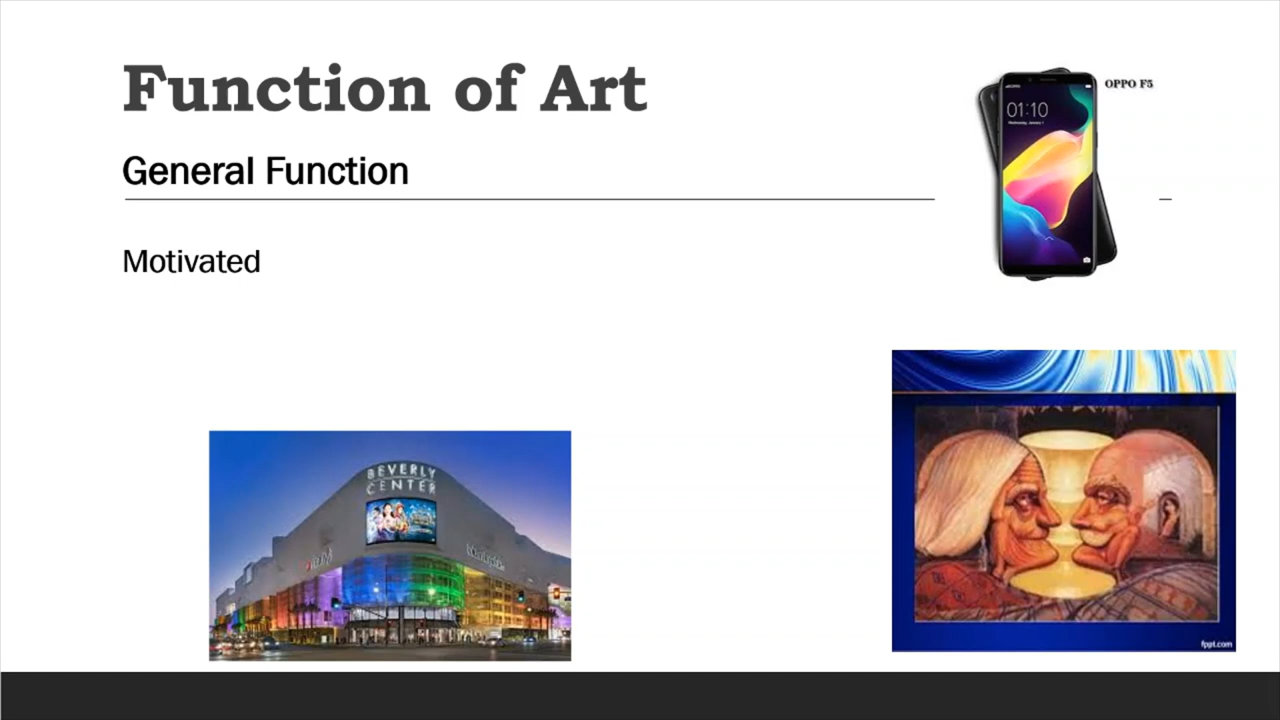 Function of Art
OPPO F5
01:10
General Function
Motivated
BEVERLY
CENTER
fppt.com